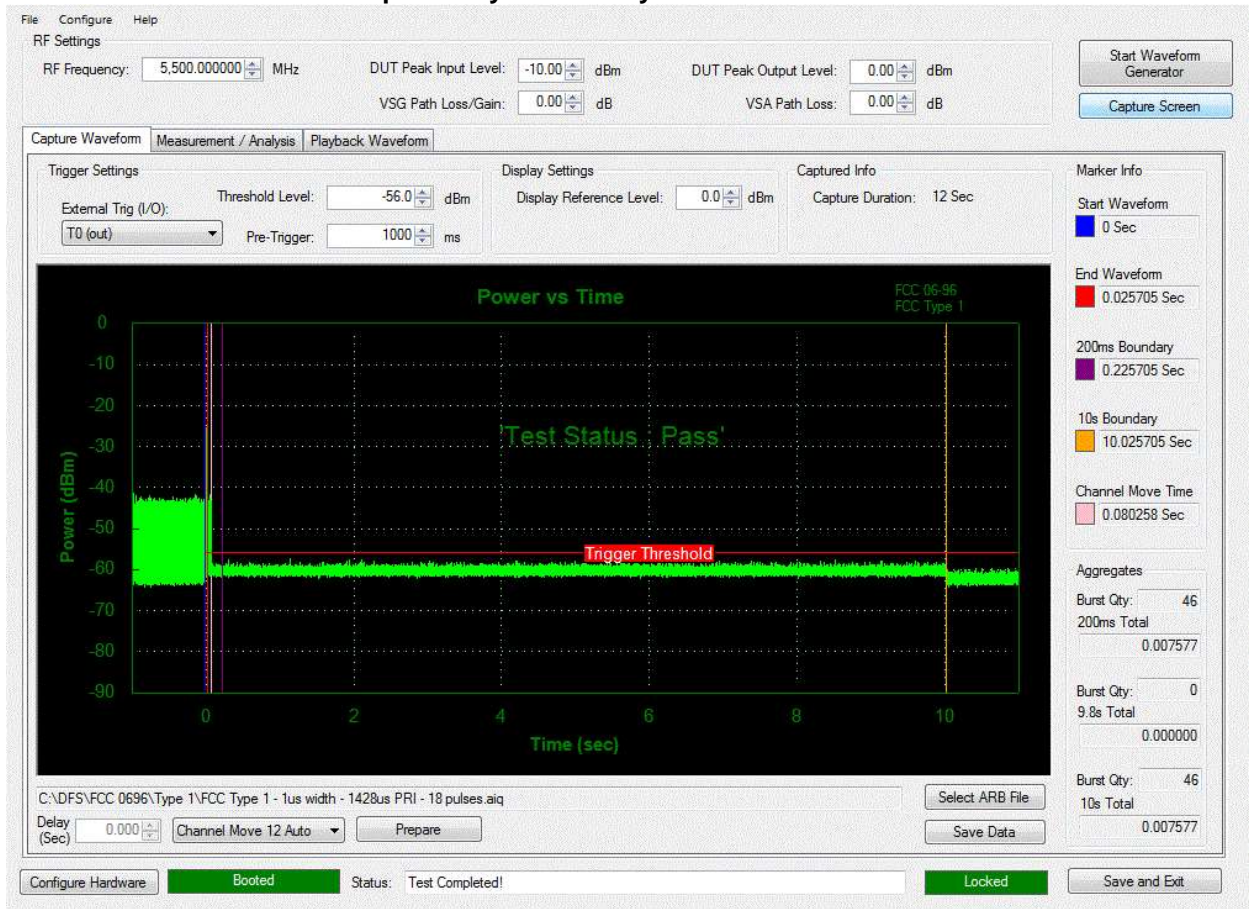 File Configure Help
RF Settings
RF Frequency: 5,500.000000 MHz DUT Peak Input Level: -10.00 dBm DUT Peak Output Level: 0.00 dBm
VSG Path Loss/Gain: 0.00 dB VSA Path Loss: 0.00 dB
Start Waveform
Generator
Capture Screen
Capture Waveform Measurement / Analysis Playback Waveform
Trigger Settings
External Trig (I/O):
T0 (out)
Threshold Level: -56.0 dBm
Pre-Trigger: 1000 ms
Display Settings
Display Reference Level: 0.0 dBm
Captured Info
Capture Duration: 12 Sec
Power vs Time
FCC 06-96
FCC Type 1
'Test Status : Pass'
Trigger Threshold
Power (dBm)
0
-10
-20
-30
-40
-50
-60
-70
-80
-90
0 2 4 6 8 10
Time (sec)
Marker Info
Start Waveform
0 Sec
End Waveform
0.025705 Sec
200ms Boundary
0.225705 Sec
10s Boundary
10.025705 Sec
Channel Move Time
0.080258 Sec
Aggregates
Burst Qty: 46
200ms Total
0.007577
Burst Qty: 0
9.8s Total
0.000000
Burst Qty: 46
10s Total
0.007577
C:\DFS\FCC 0696\Type 1\FCC Type 1 - 1us width - 1428us PRI - 18 pulses.aiq
Select ARB File
Delay
(Sec) 0.000 Channel Move 12 Auto Prepare
Save Data
Configure Hardware Booted Status: Test Completed! Locked Save and Exit